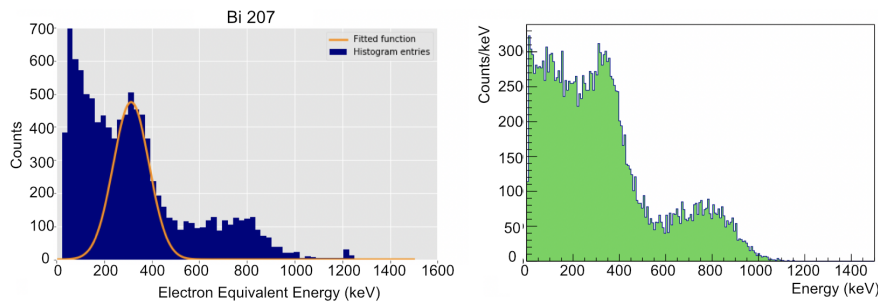 Bi 207
700
600
500
400
300
200
100
0
0 200 400 600 800 1000 1200 1400 1600
Counts
Electron Equivalent Energy (keV)
Fitted function
Histogram entries
300
250
200
150
100
50
0
0 200 400 600 800 1000 1200 1400
Counts/keV
Energy (keV)